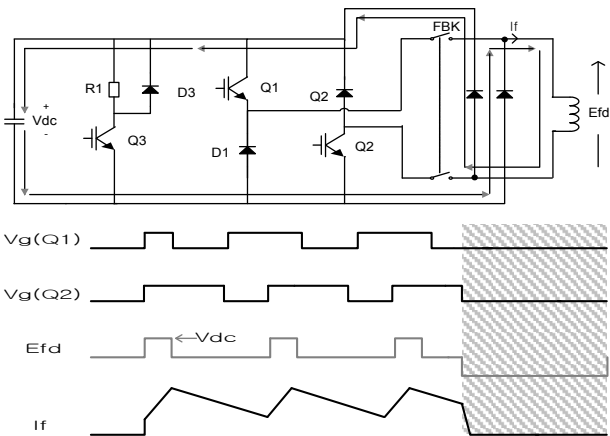 FBK
If
R1
D3
Q1
Q2
Efd
+
Vdc
-
Q3
D1
Q2
Vg(Q1)
Vg(Q2)
Efd
Vdc
If